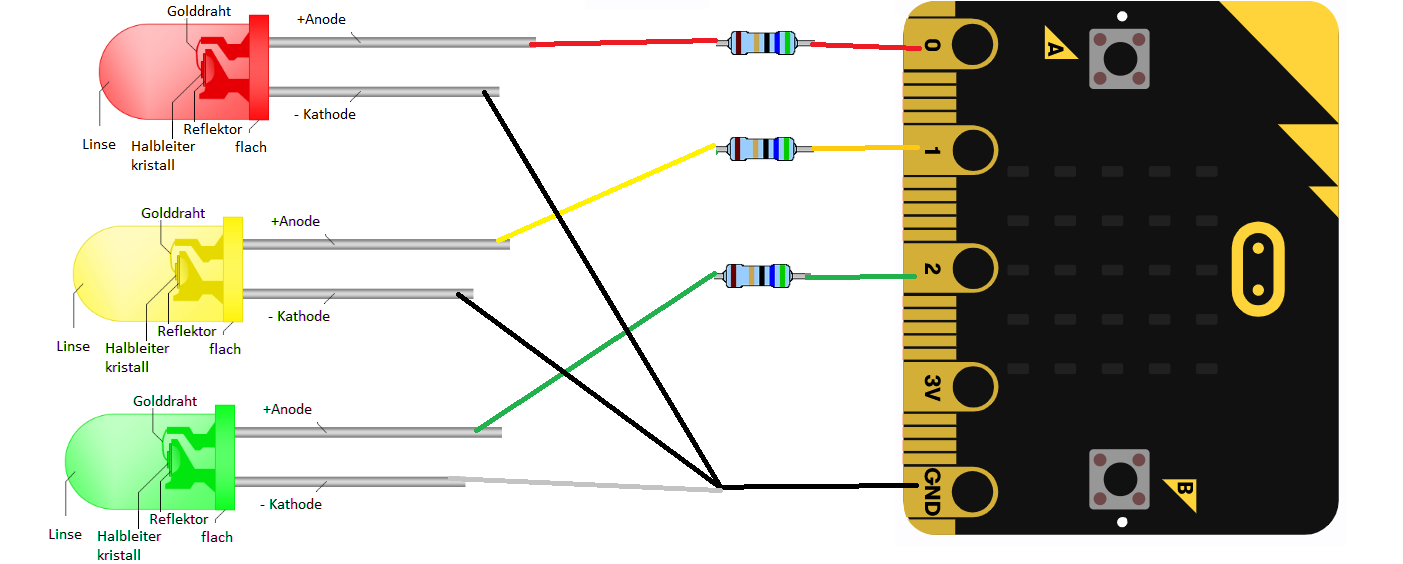 Golddraht
+Anode
- Kathode
Linse
Halbleiter
kristall
Reflektor
flach
Golddraht
+Anode
- Kathode
Linse
Halbleiter
kristall
Reflektor
flach
Golddraht
+Anode
- Kathode
Linse
Halbleiter
kristall
Reflektor
flach
0
1
2
3V
GND
A
B